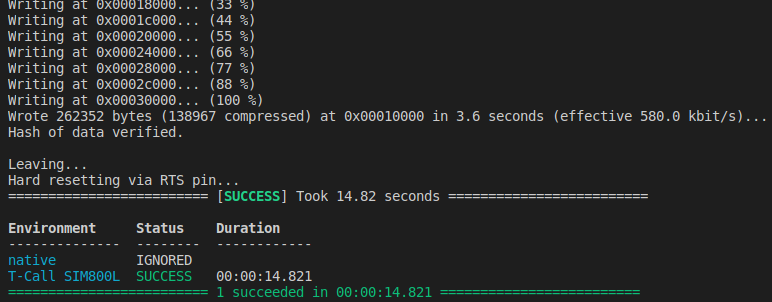 Writing at 0x00018000... (33 %)
Writing at 0x0001c000... (44 %)
Writing at 0x00020000... (55 %)
Writing at 0x00024000... (66 %)
Writing at 0x00028000... (77 %)
Writing at 0x0002c000... (88 %)
Writing at 0x00030000... (100 %)
Wrote 262352 bytes (138967 compressed) at 0x00010000 in 3.6 seconds (effective 580.0 kbit/s)...
Hash of data verified.

Leaving...
Hard resetting via RTS pin...
========================= [SUCCESS] Took 14.82 seconds =========================

Environment    Status    Duration
--------------  --------  ------------
native          IGNORED
T-Call SIM800L  SUCCESS   00:00:14.821
========================= 1 succeeded in 00:00:14.821 =========================